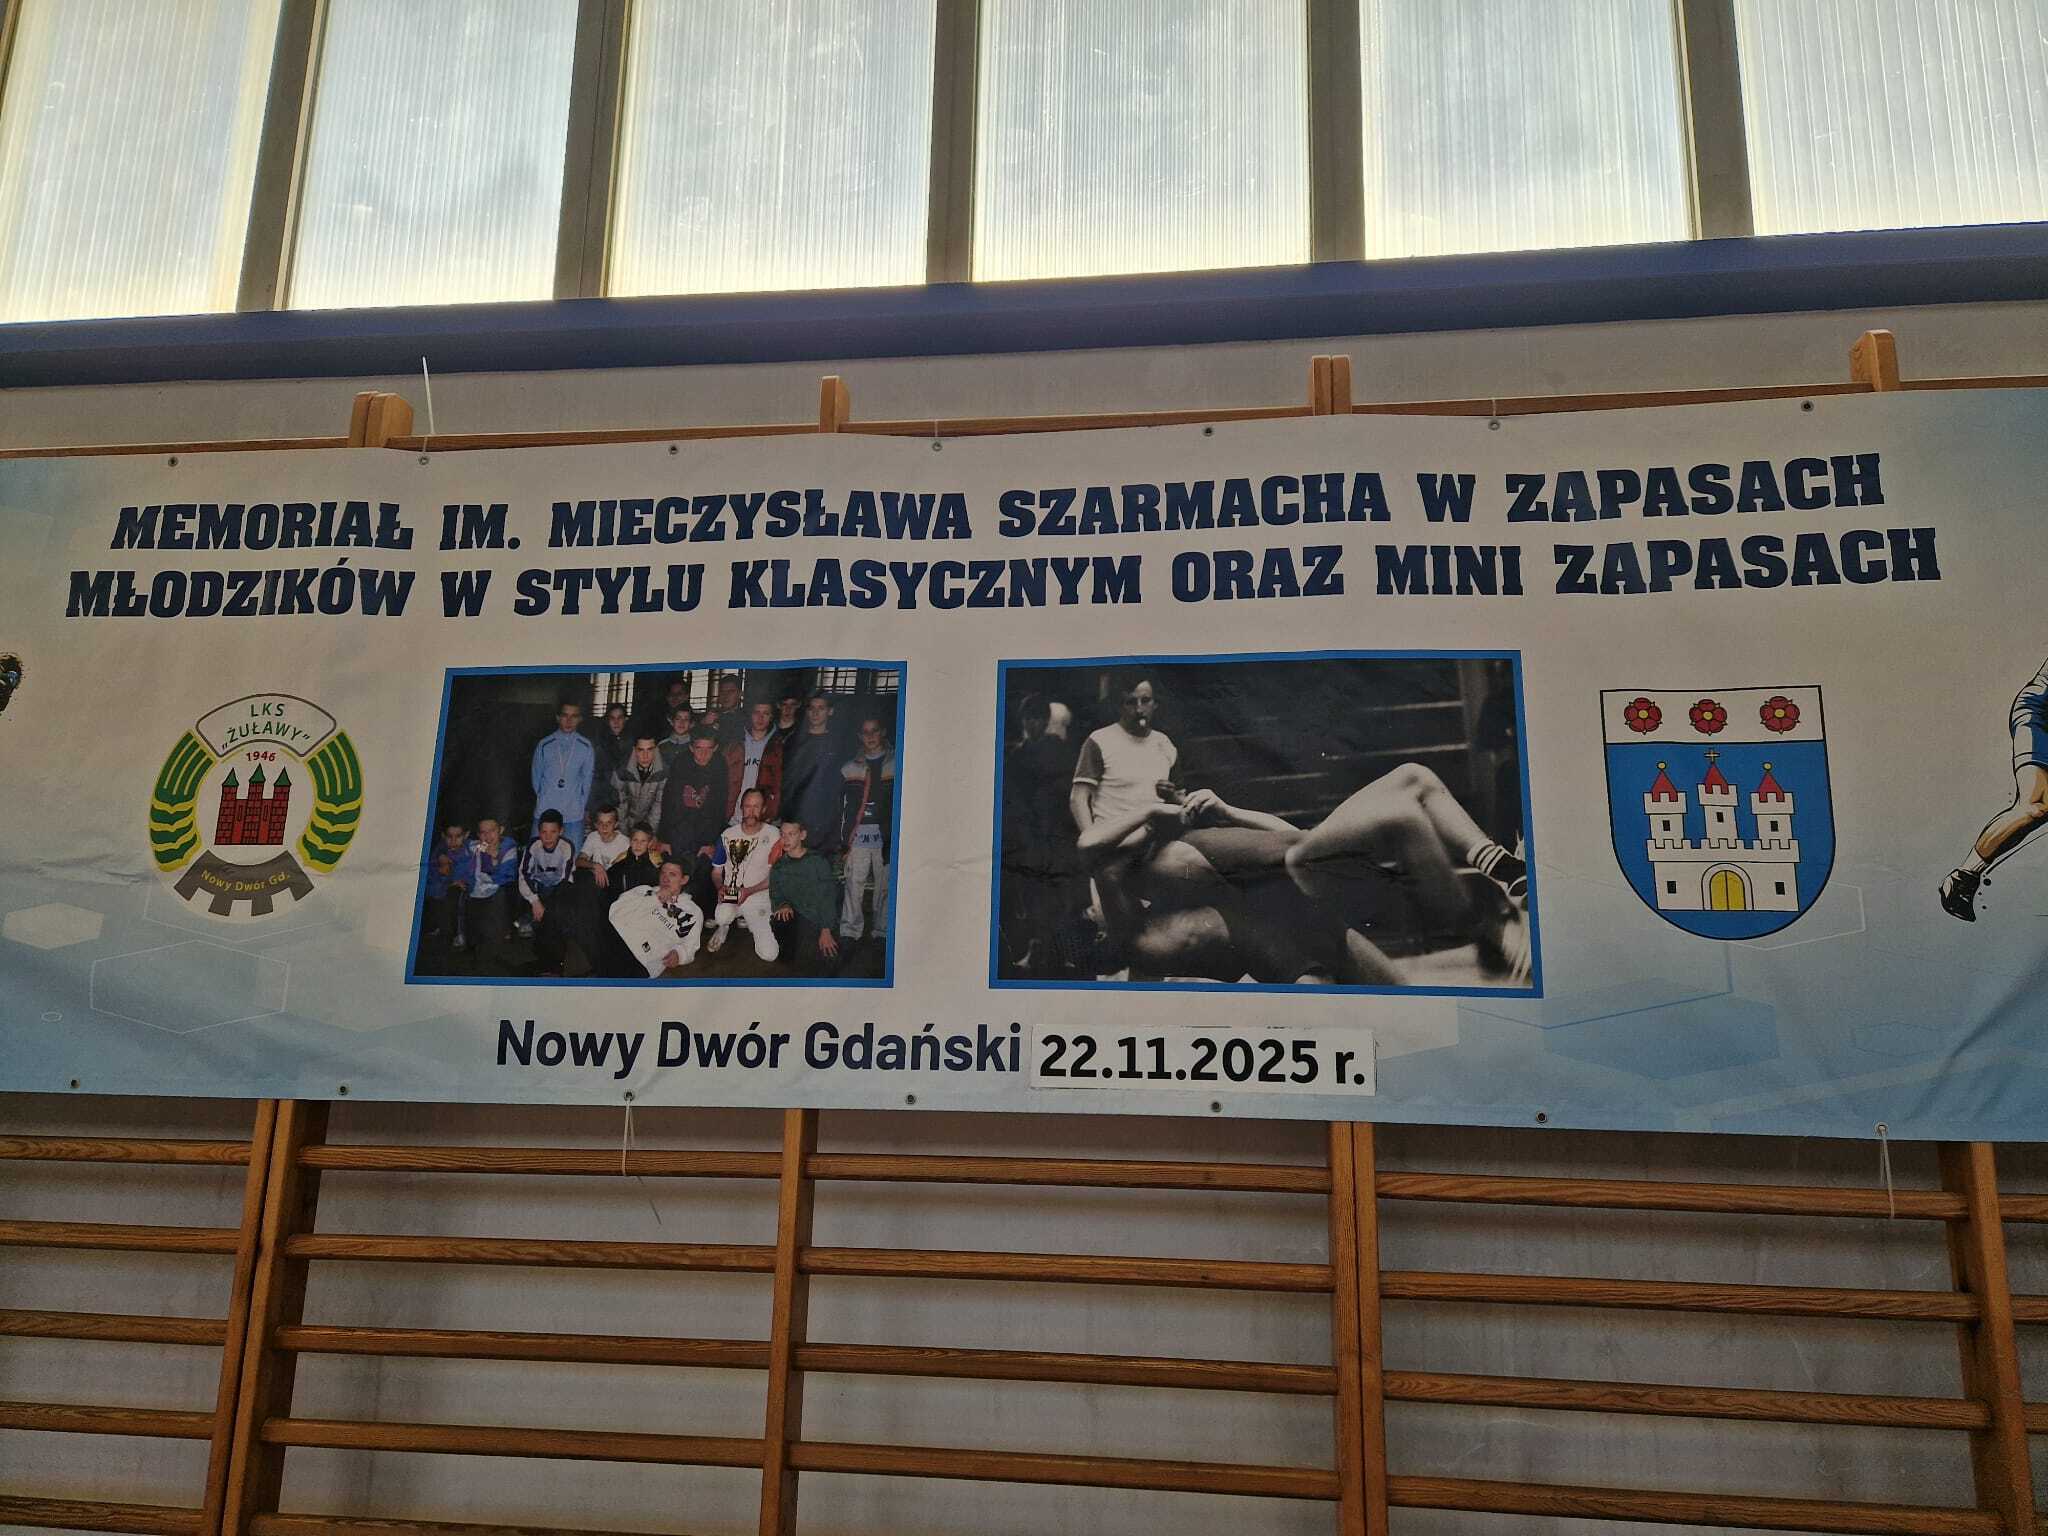 MEMORIAŁ IM. MIECZYSŁAWA SZARMACHA W ZAPASACH
MŁODZIKÓW W STYLU KLASYCZNYM ORAZ MINI ZAPASACH
LKS
„ŻUŁAWY”
1946
Nowy Dwór Gd.
Nowy Dwór Gdański 22.11.2025 r.